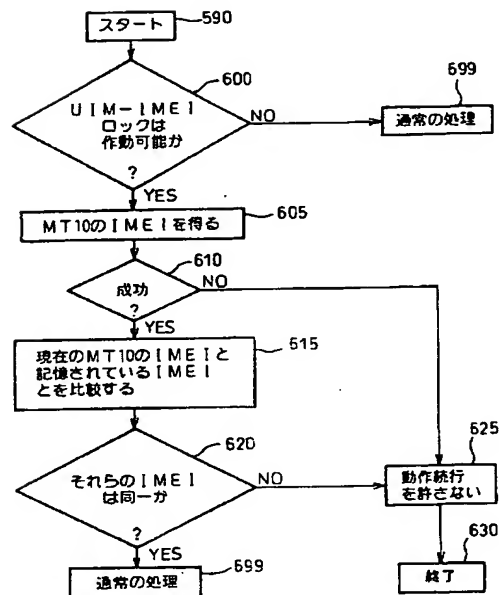 スタート
590
UIM-IMEI
ロックは
作動可能か
?
600
NO
YES
通常の処理
699
MT10のIMEIを得る
605
成功
?
610
NO
YES
現在のMT10のIMEIと
記憶されているIMEI
とを比較する
615
それらのIMEI
は同一か
?
620
NO
YES
動作続行
を許さない
625
通常の処理
699
終了
630